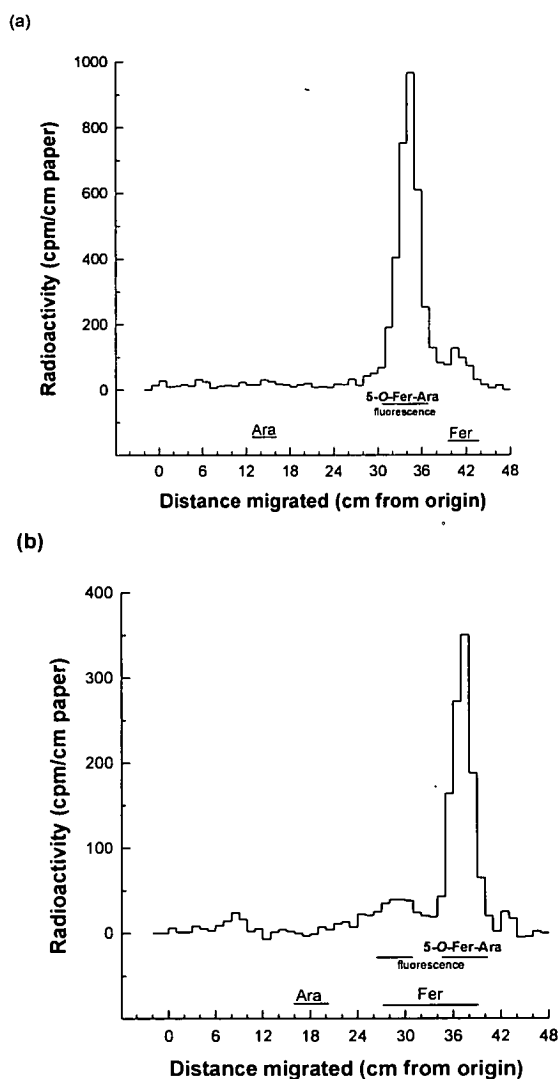 (a)
1000
800
600
400
200
0
Radioactivity (cpm/cm paper)
5-O-Fer-Ara
fluorescence
Ara
Fer
0 6 12 18 24 30 36 42 48
Distance migrated (cm from origin)
(b)
400
300
200
100
0
Radioactivity (cpm/cm paper)
5-O-Fer-Ara
fluorescence
Ara
Fer
0 6 12 18 24 30 36 42 48
Distance migrated (cm from origin)